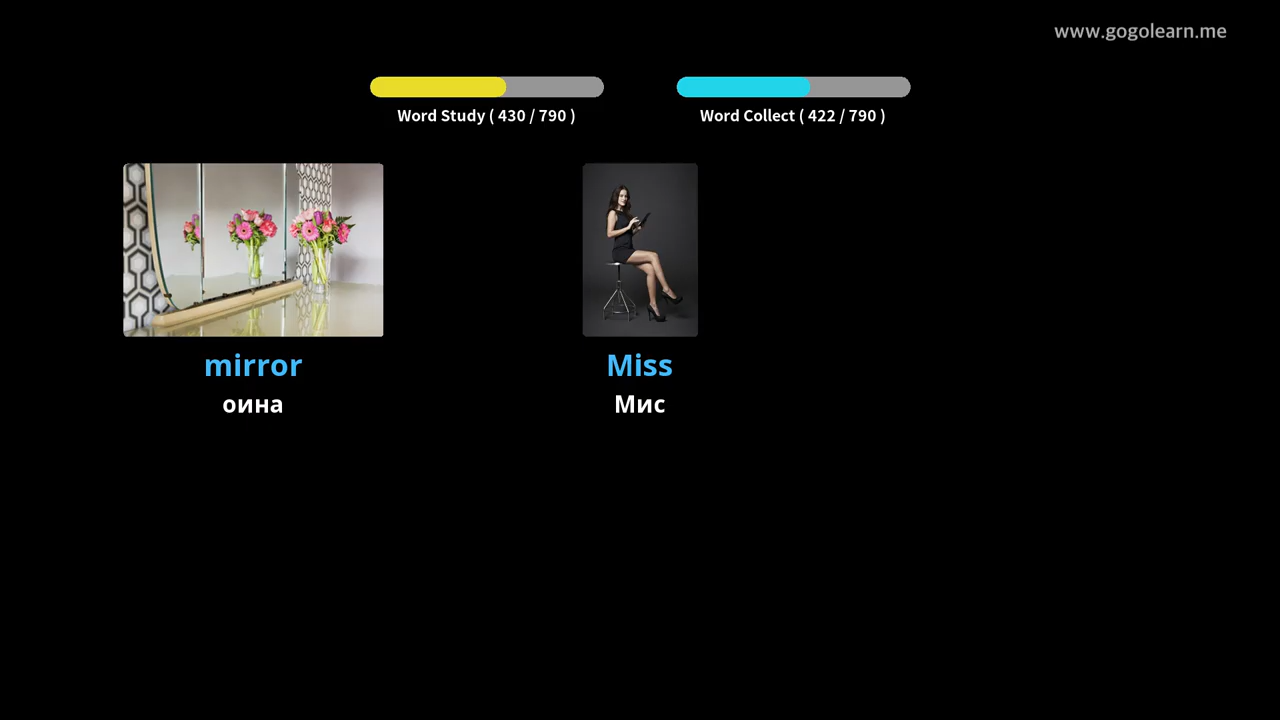 www.gogolearn.me
Word Study ( 430 / 790 )
Word Collect ( 422 / 790 )
mirror
оина
Miss
Мис